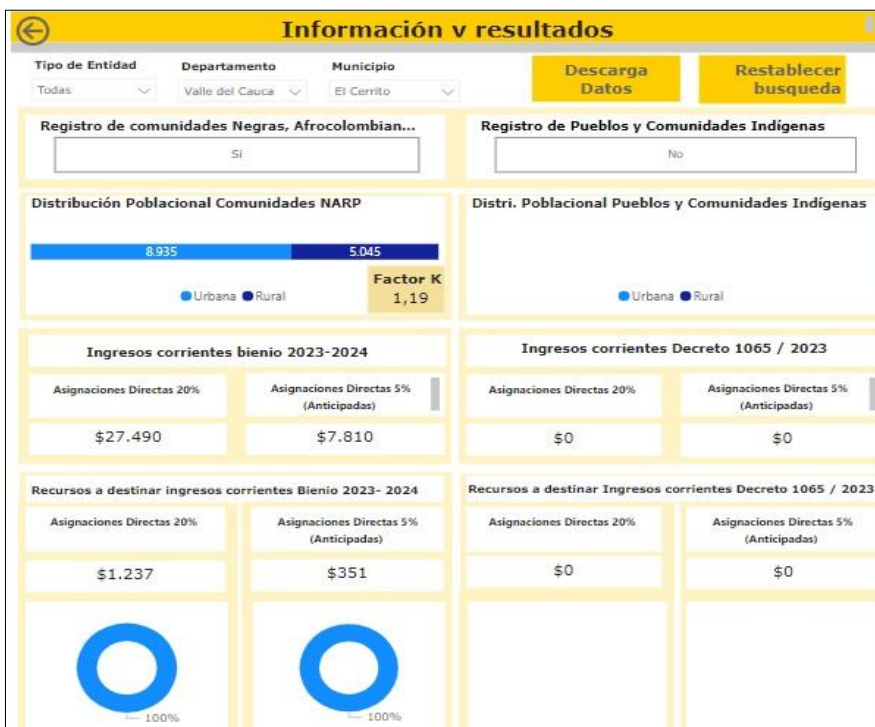 Información v resultados
Tipo de Entidad
Departamento
Municipio
Todas
Valle del Cauca
El Cerrito
Descarga
Datos
Restablecer
busqueda
Registro de comunidades Negras, Afrocolombian...
Registro de Pueblos y Comunidades Indígenas
Si
No
Distribución Poblacional Comunidades NARP
Distri. Poblacional Pueblos y Comunidades Indígenas
8.935
5.045
Factor K
1,19
Urbana Rural
Urbana Rural
Ingresos corrientes bienio 2023-2024
Ingresos corrientes Decreto 1065 / 2023
Asignaciones Directas 20%
Asignaciones Directas 5%
(Anticipadas)
Asignaciones Directas 20%
Asignaciones Directas 5%
(Anticipadas)
$27.490
$7.810
$0
$0
Recursos a destinar ingresos corrientes Bienio 2023- 2024
Recursos a destinar Ingresos corrientes Decreto 1065 / 2023
Asignaciones Directas 20%
Asignaciones Directas 5%
(Anticipadas)
Asignaciones Directas 20%
Asignaciones Directas 5%
(Anticipadas)
$1.237
$351
$0
$0
100%
100%